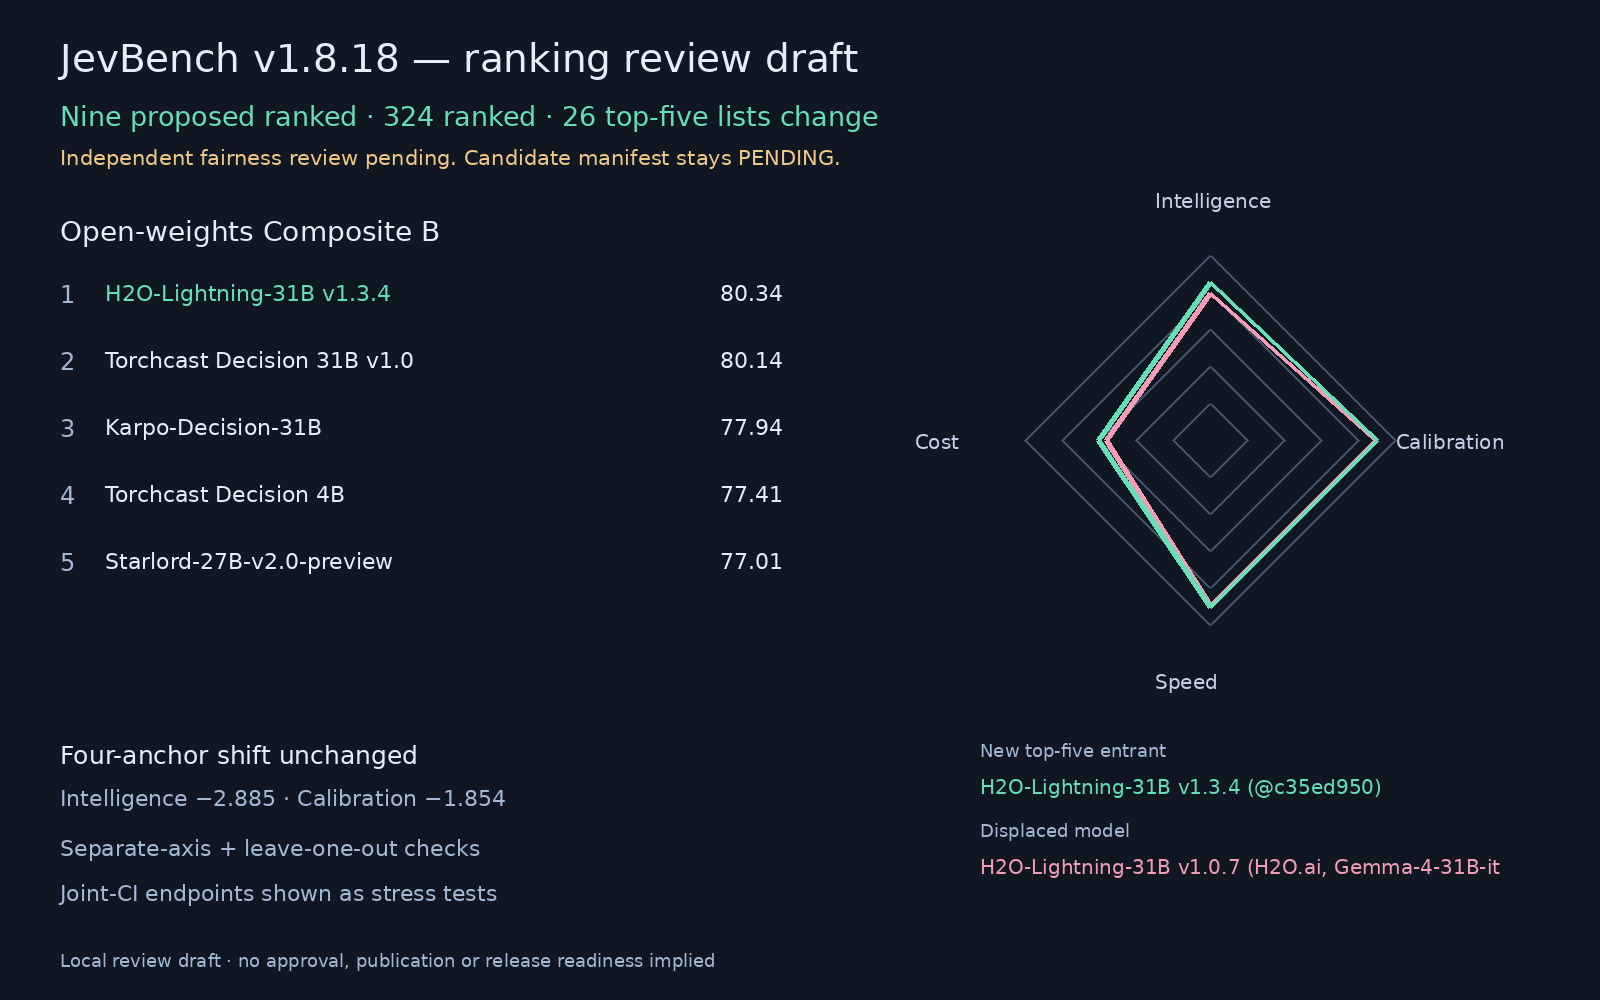 JevBench v1.8.18 — ranking review draft
Nine proposed ranked · 324 ranked · 26 top-five lists change
Independent fairness review pending. Candidate manifest stays PENDING.
Open-weights Composite B
1 H2O-Lightning-31B v1.3.4 80.34
2 Torchcast Decision 31B v1.0 80.14
3 Karpo-Decision-31B 77.94
4 Torchcast Decision 4B 77.41
5 Starlord-27B-v2.0-preview 77.01
Intelligence
Cost
Calibration
Speed
Four-anchor shift unchanged
Intelligence −2.885 · Calibration −1.854
Separate-axis + leave-one-out checks
Joint-CI endpoints shown as stress tests
New top-five entrant
H2O-Lightning-31B v1.3.4 (@c35ed950)
Displaced model
H2O-Lightning-31B v1.0.7 (H2O.ai, Gemma-4-31B-it
Local review draft · no approval, publication or release readiness implied